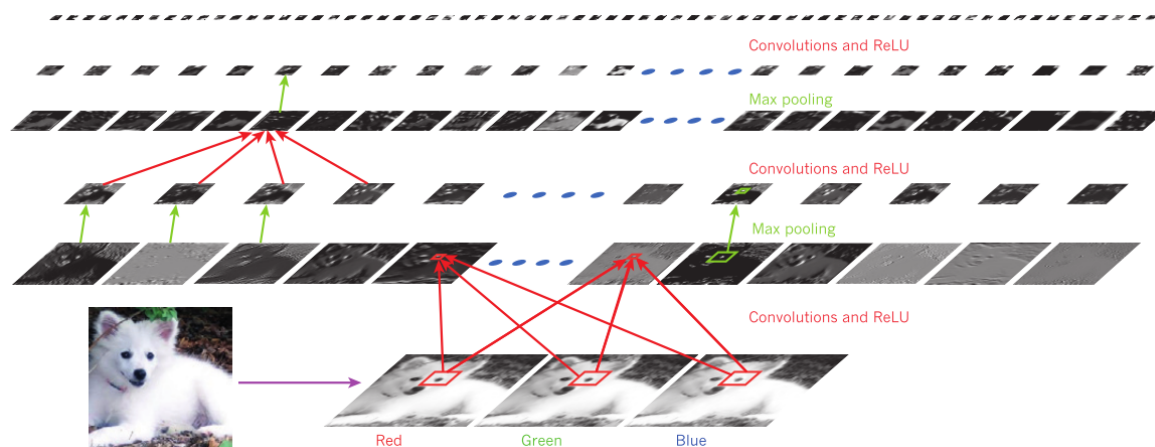 Convolutions and ReLU
Max pooling
Convolutions and ReLU
Max pooling
Convolutions and ReLU
Red
Green
Blue